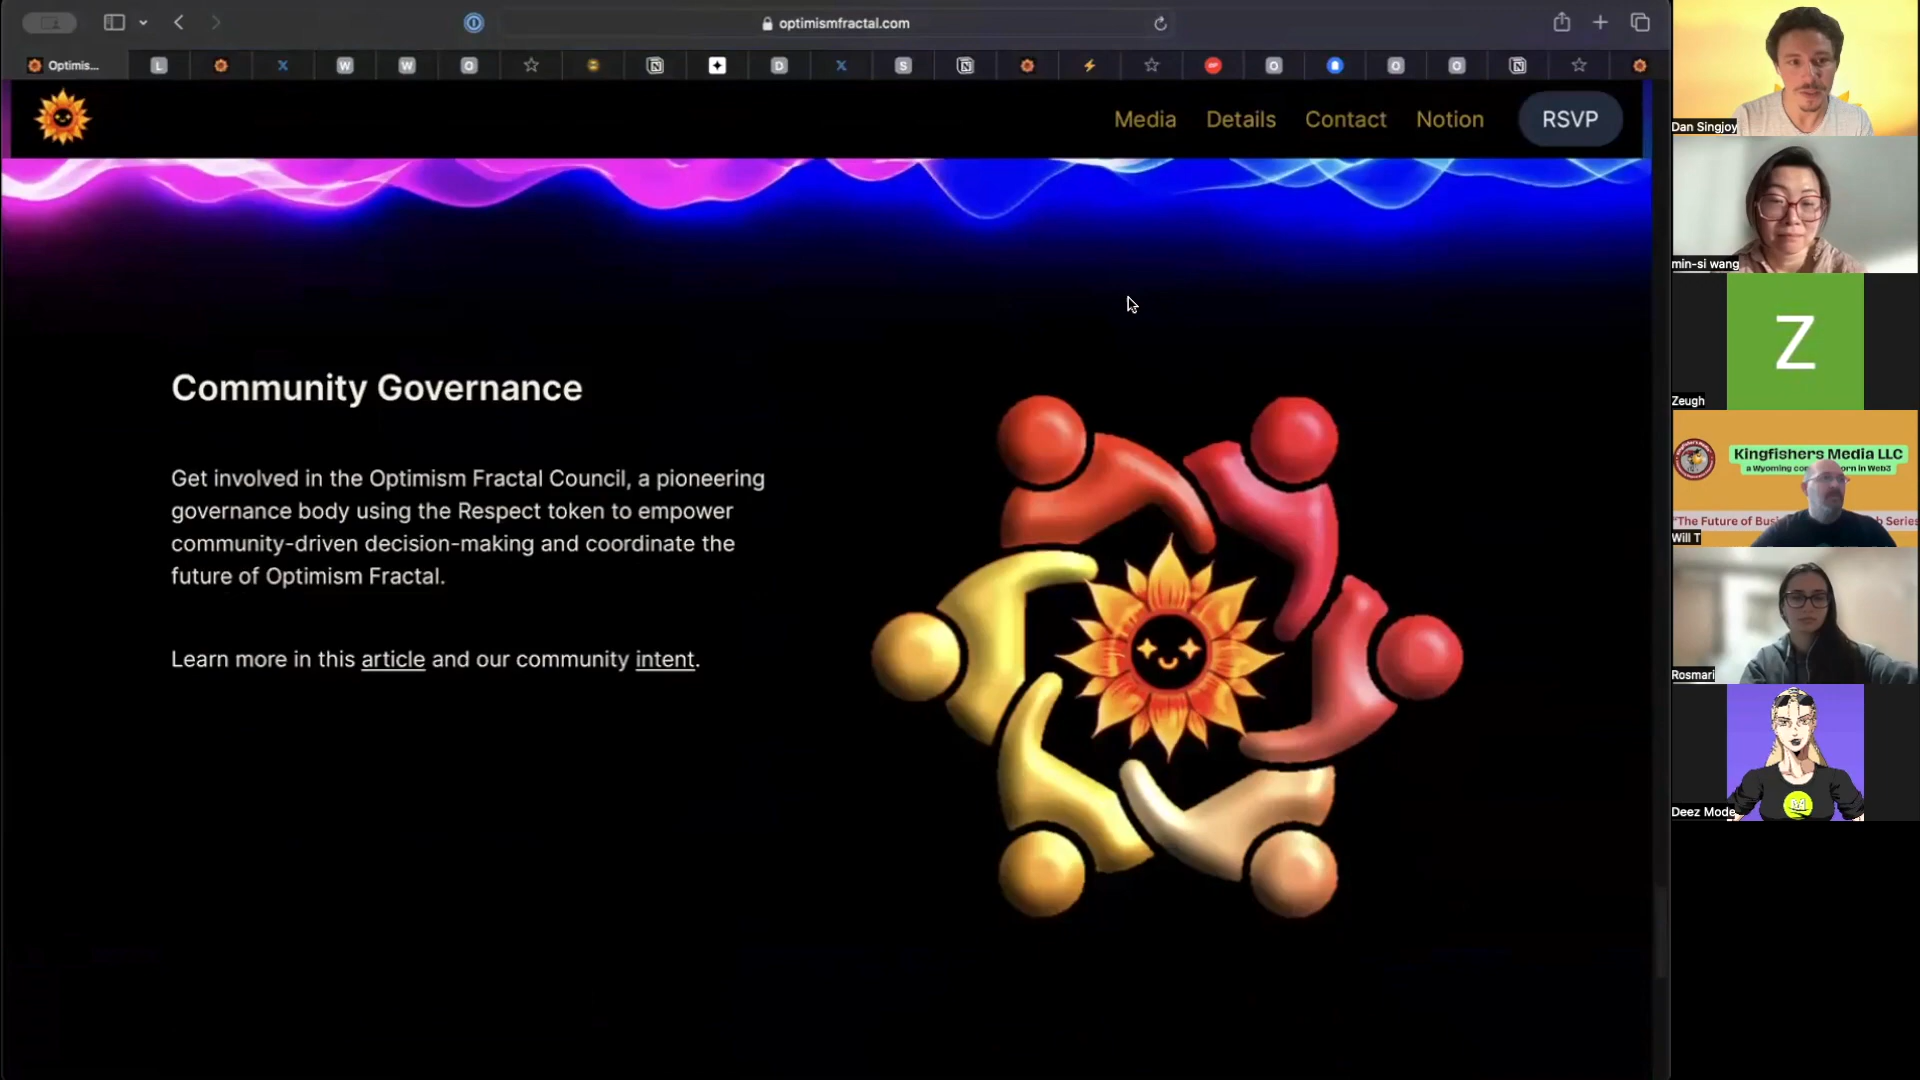 optimismfractal.com
Optimis...
L
W
W
O
D
S
O
O
O
Media
Details
Contact
Notion
RSVP
Community Governance
Get involved in the Optimism Fractal Council, a pioneering
governance body using the Respect token to empower
community-driven decision-making and coordinate the
future of Optimism Fractal.
Learn more in this article and our community intent.
Dan Singjoy
min-si wang
Z
Zeugh
Kingfishers Media LLC
Will T
Rosmari
Deez Mode